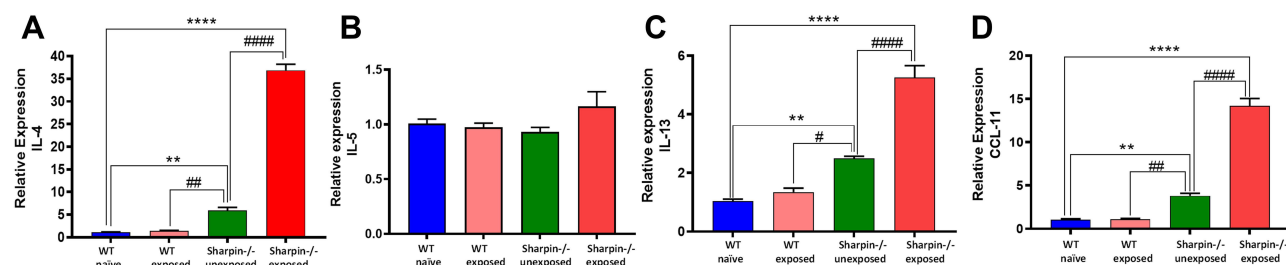 A
Relative Expression
IL-4
40
35
30
25
20
15
10
5
0
****
####
**
##
WT
naïve
WT
exposed
Sharpin-/-
unexposed
Sharpin-/-
exposed
B
Relative expression
IL-5
1.5
1.0
0.5
0.0
WT
naïve
WT
exposed
Sharpin-/-
unexposed
Sharpin-/-
exposed
C
Relative expression
IL-13
6
4
2
0
****
####
**
#
WT
naïve
WT
exposed
Sharpin-/-
unexposed
Sharpin-/-
exposed
D
Relative Expression
CCL-11
20
15
10
5
0
****
####
**
##
WT
naïve
WT
exposed
Sharpin-/-
unexposed
Sharpin-/-
exposed